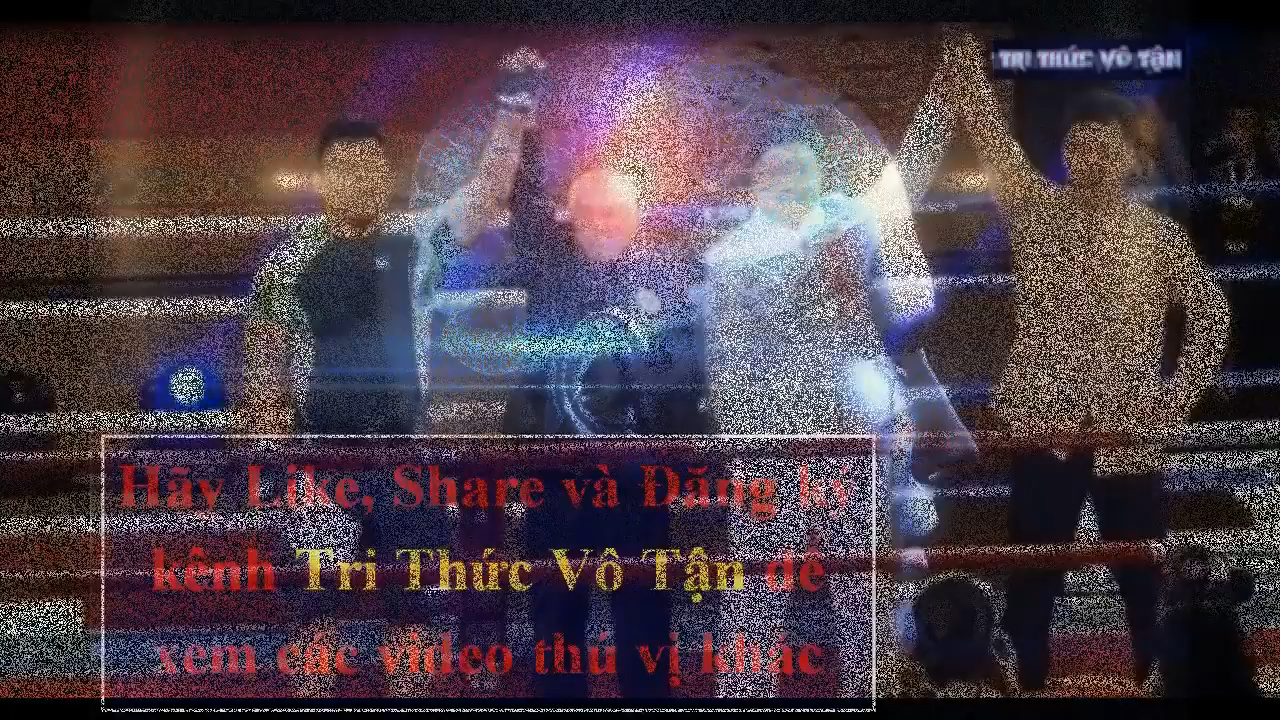 TRI THỨC VÔ TẬN
Hãy Like, Share và Đăng ký
kênh Tri Thức Vô Tận để
xem các video thú vị khác